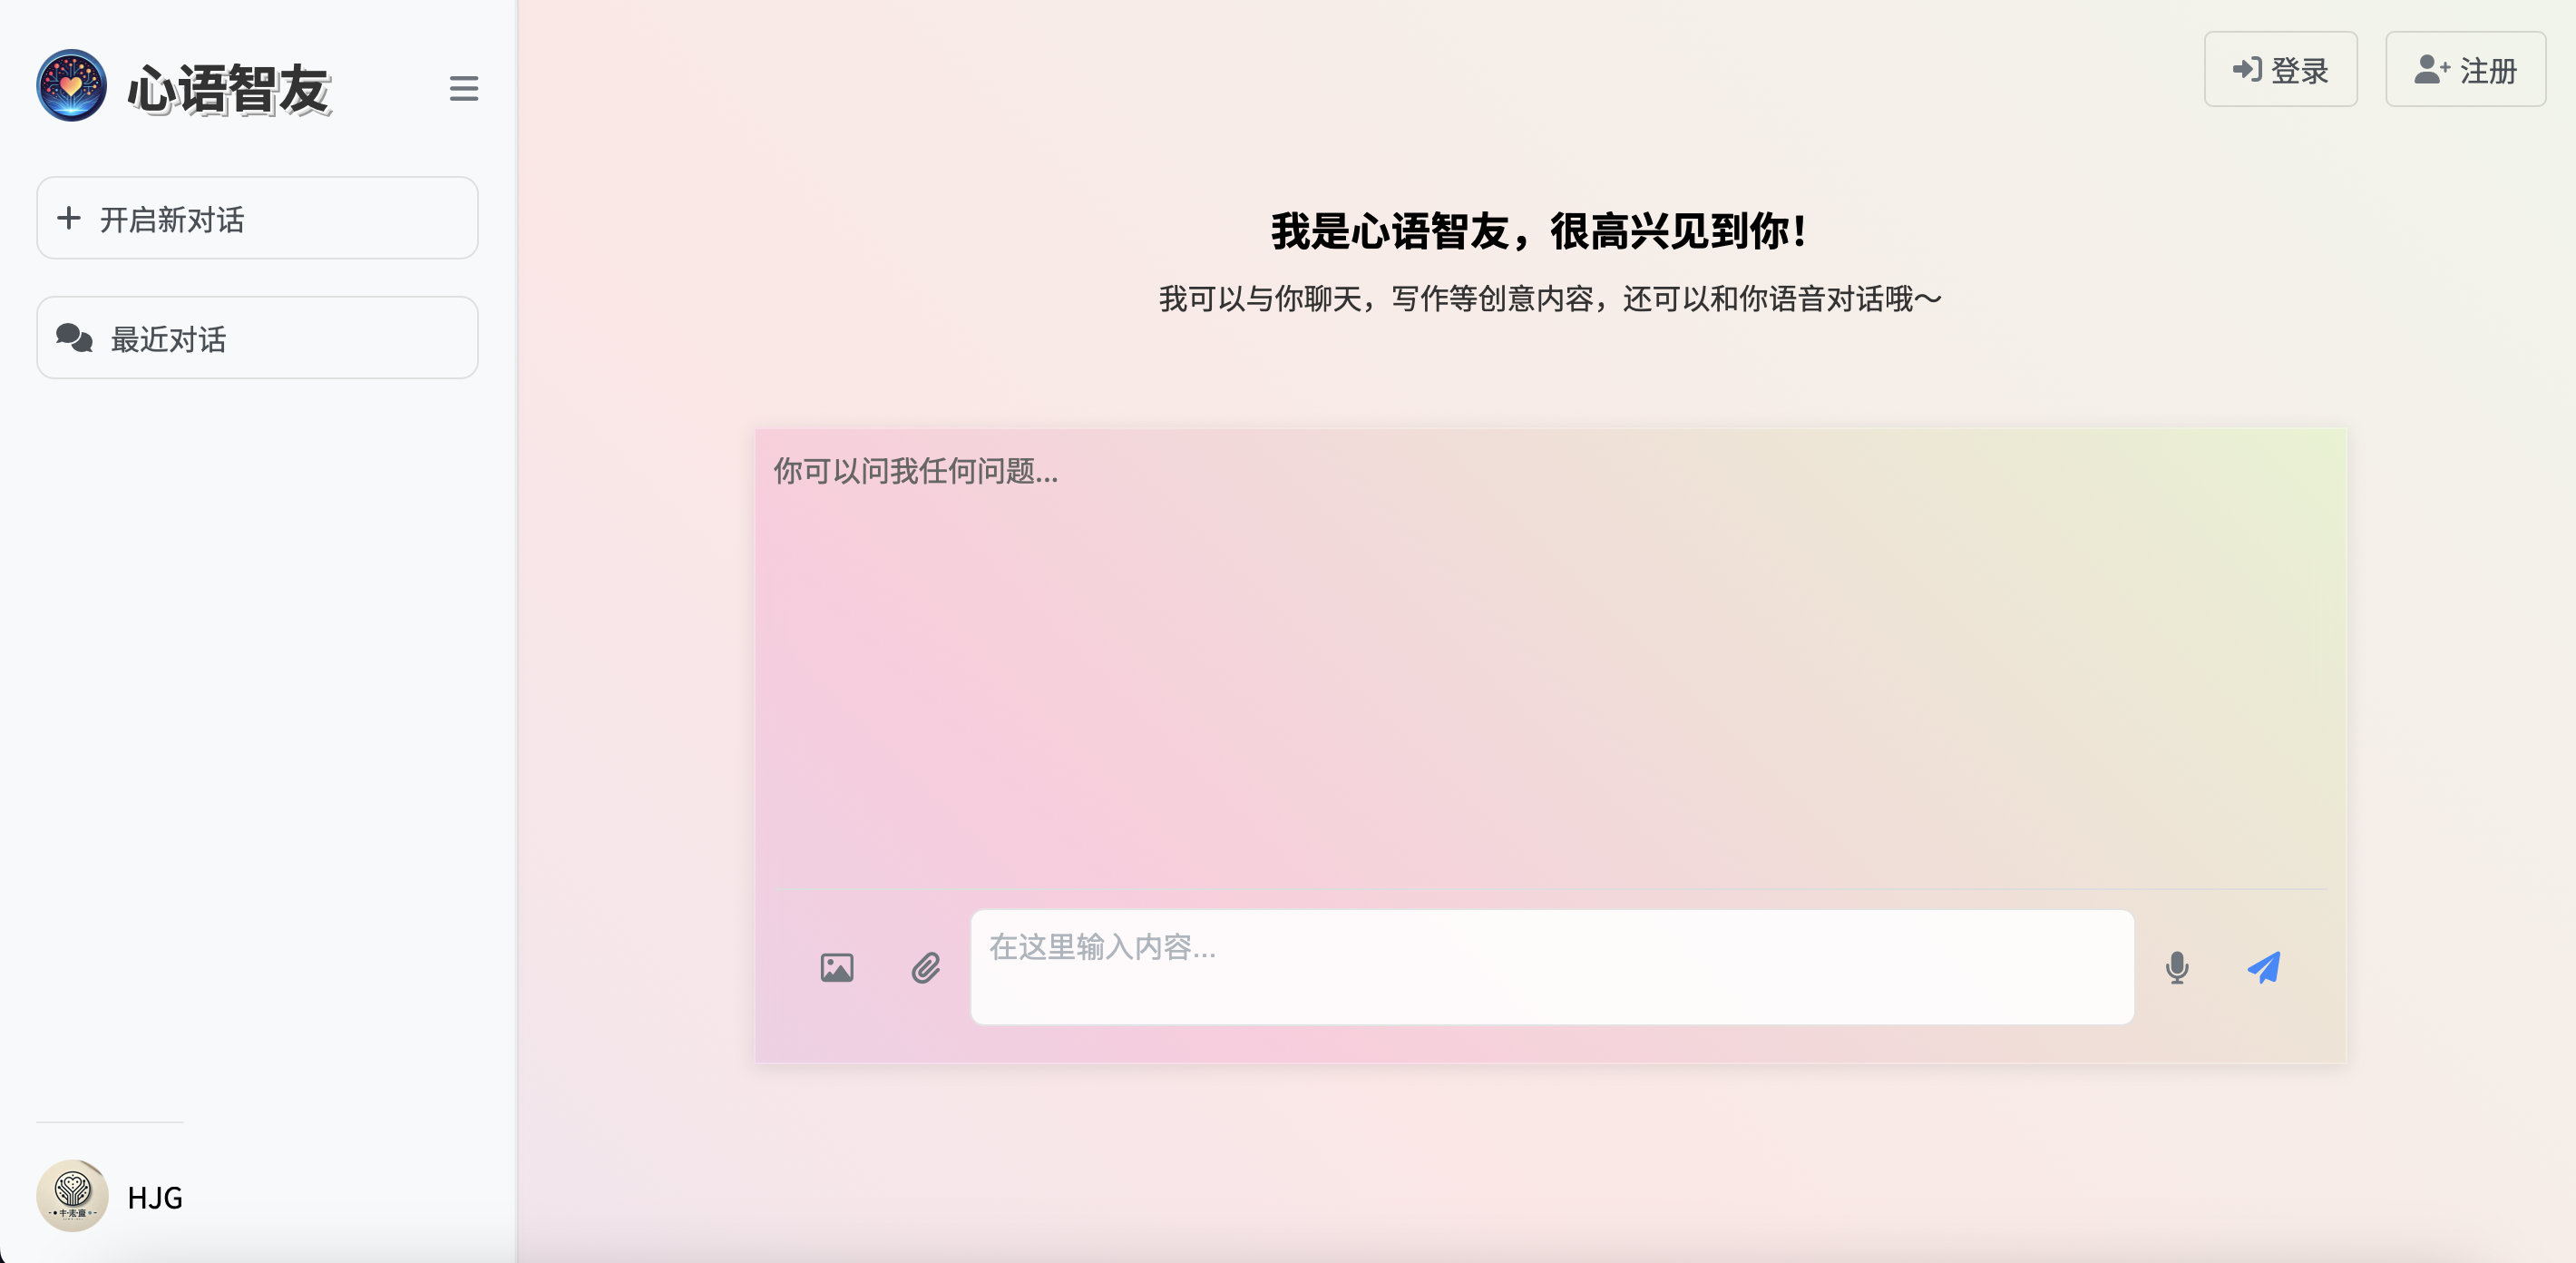 心语智友
开启新对话
最近对话
HJG
登录
注册
我是心语智友，很高兴见到你！
我可以与你聊天，写作等创意内容，还可以和你语音对话哦～
你可以问我任何问题...
在这里输入内容...